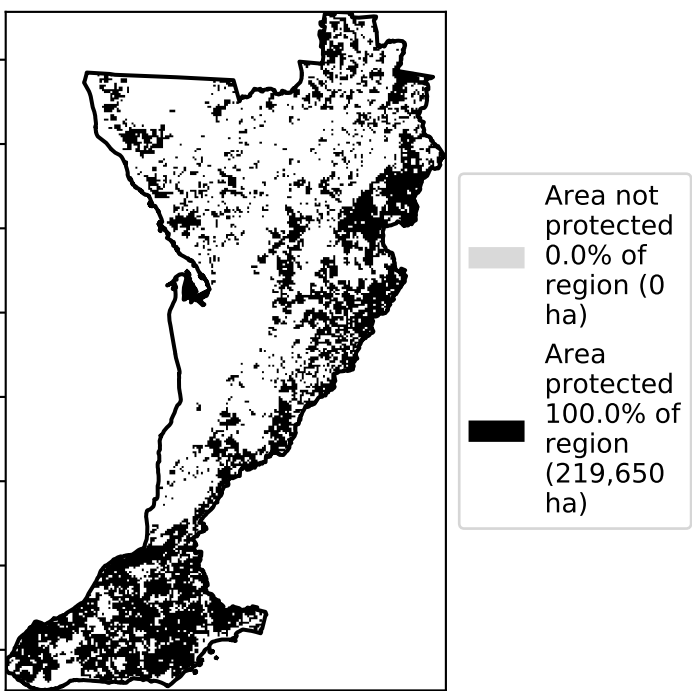 Area not
protected
0.0% of
region (0
ha)
Area
protected
100.0% of
region
(219,650
ha)